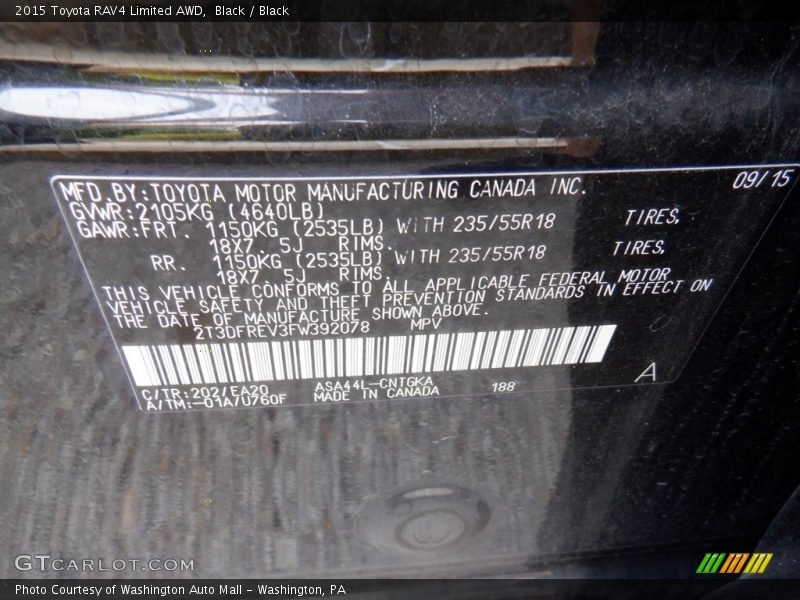 2015 Toyota RAV4 Limited AWD,  Black / Black
MFD. BY: TOYOTA MOTOR MANUFACTURING CANADA INC. 09/15
GVWR: 2105KG (4640LB)
GAWR: FRT. 1150KG (2535LB) WITH 235/55R18 TIRES,
18X7. 5J RIMS.
RR. 1150KG (2535LB) WITH 235/55R18 TIRES,
18X7. 5J RIMS.
THIS VEHICLE CONFORMS TO ALL APPLICABLE FEDERAL MOTOR
VEHICLE SAFETY AND THEFT PREVENTION STANDARDS IN EFFECT ON
THE DATE OF MANUFACTURE SHOWN ABOVE.
2T3DFREV3FW392078 MPV
A
C/TR: 202/EA20 ASA44L-CNTGKA 188
A/TM: -01A/U760F MADE IN CANADA
GTCARLOT.COM
Photo Courtesy of Washington Auto Mall - Washington, PA